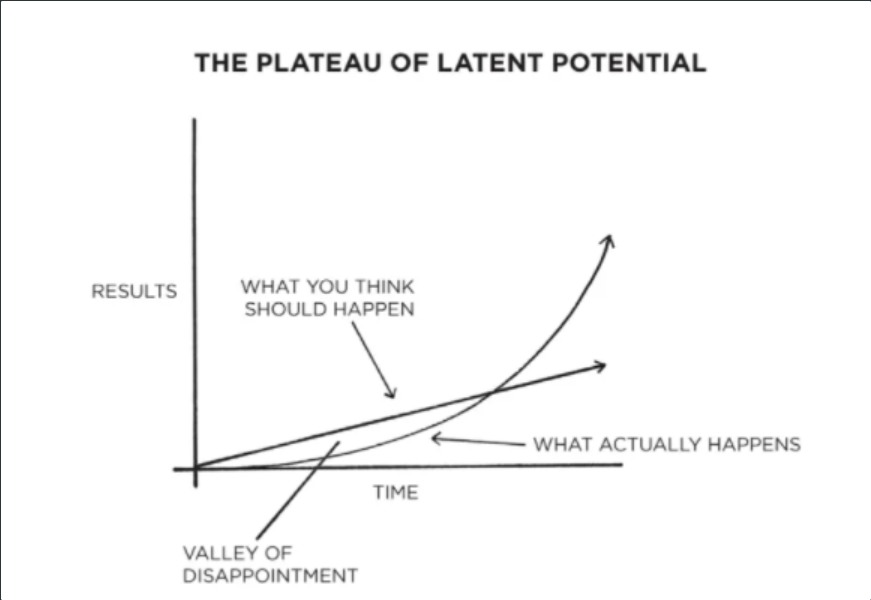 THE PLATEAU OF LATENT POTENTIAL
RESULTS
WHAT YOU THINK
SHOULD HAPPEN
WHAT ACTUALLY HAPPENS
TIME
VALLEY OF
DISAPPOINTMENT